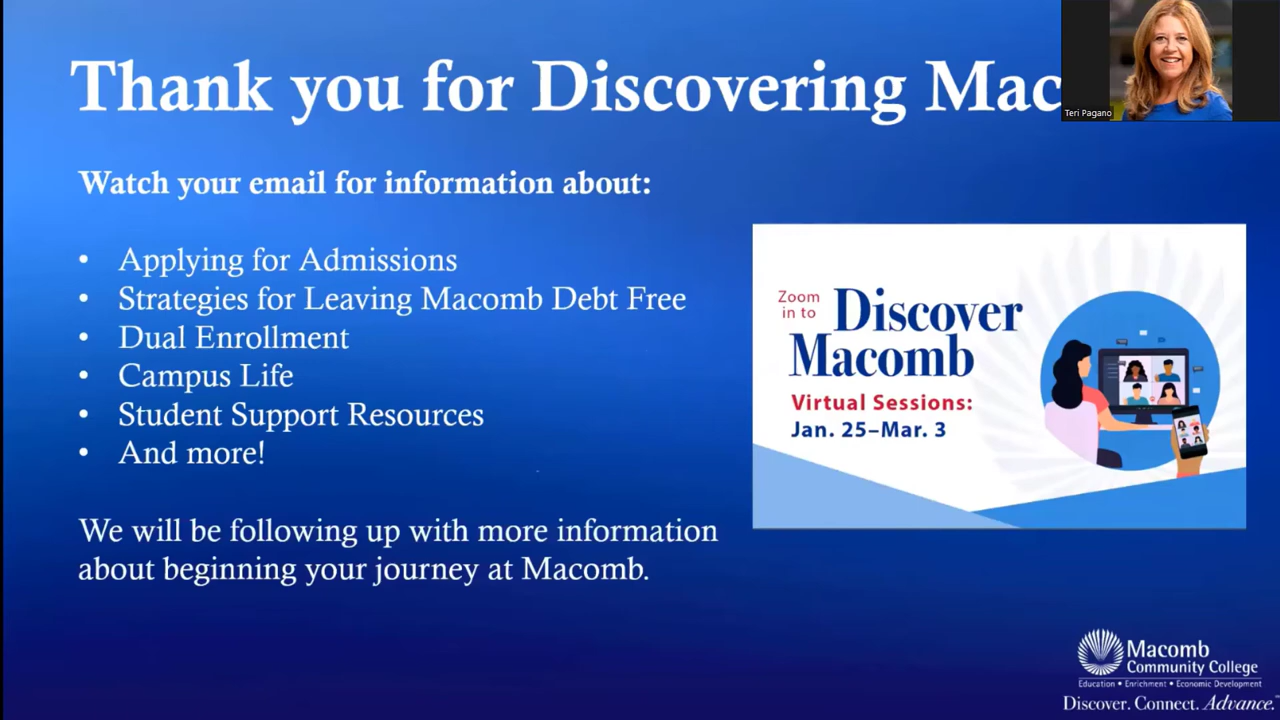 Thank you for Discovering Mac
Teri Pagano
Watch your email for information about:
• Applying for Admissions
• Strategies for Leaving Macomb Debt Free
• Dual Enrollment
• Campus Life
• Student Support Resources
• And more!
We will be following up with more information
about beginning your journey at Macomb.
Zoom
in to
Discover
Macomb
Virtual Sessions:
Jan. 25–Mar. 3
Macomb
Community College
Education • Enrichment • Economic Development
Discover. Connect. Advance.™